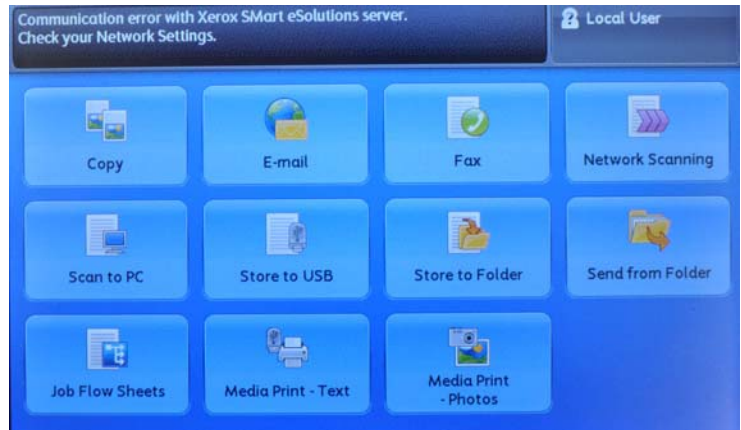 Communication error with Xerox SMart eSolutions server.
Check your Network Settings.
Local User
Copy
E-mail
Fax
Network Scanning
Scan to PC
Store to USB
Store to Folder
Send from Folder
Job Flow Sheets
Media Print - Text
Media Print
- Photos